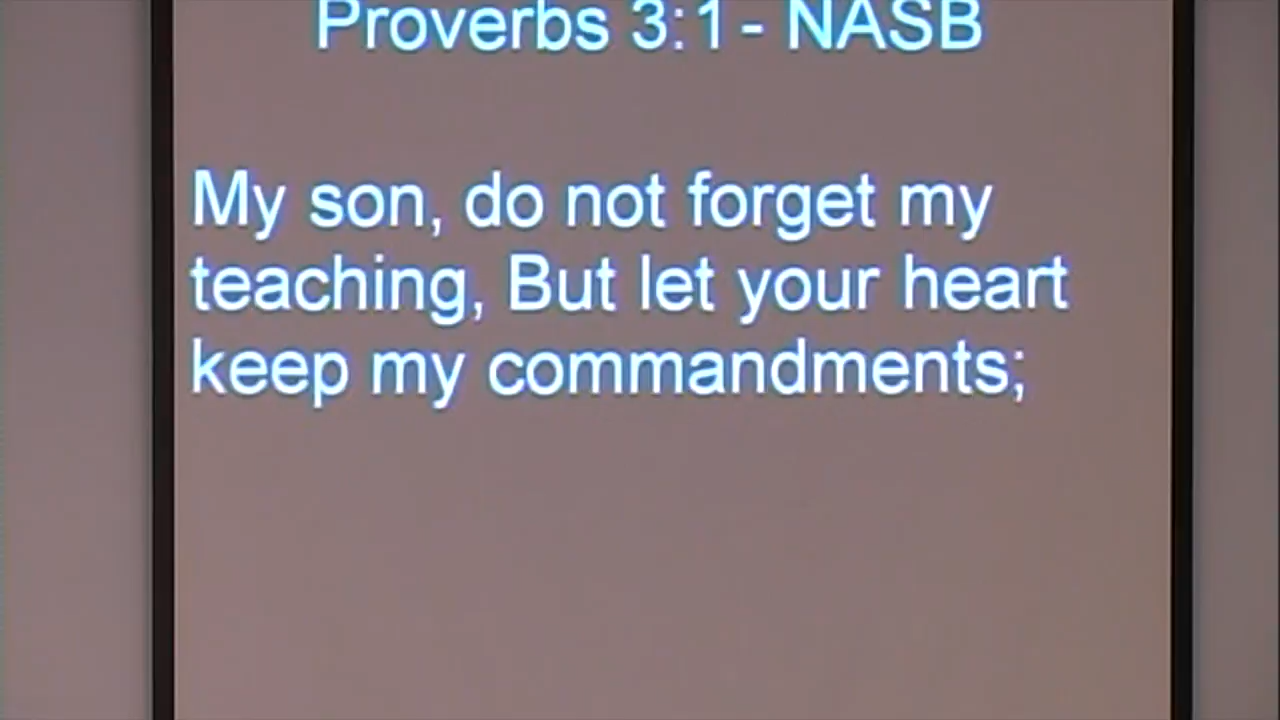 Proverbs 3:1 - NASB
My son, do not forget my
teaching, But let your heart
keep my commandments;